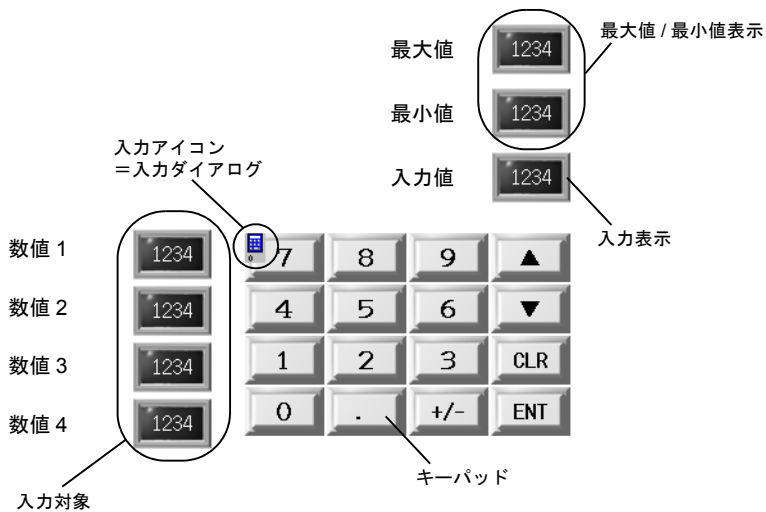 最大値 1234 最大値 / 最小値表示
最小値 1234
入力アイコン
＝入力ダイアログ
入力値 1234
入力表示
数値 1 1234 0 7 8 9 ▲
数値 2 1234 4 5 6 ▼
数値 3 1234 1 2 3 CLR
数値 4 1234 0 . +/- ENT
キーパッド
入力対象